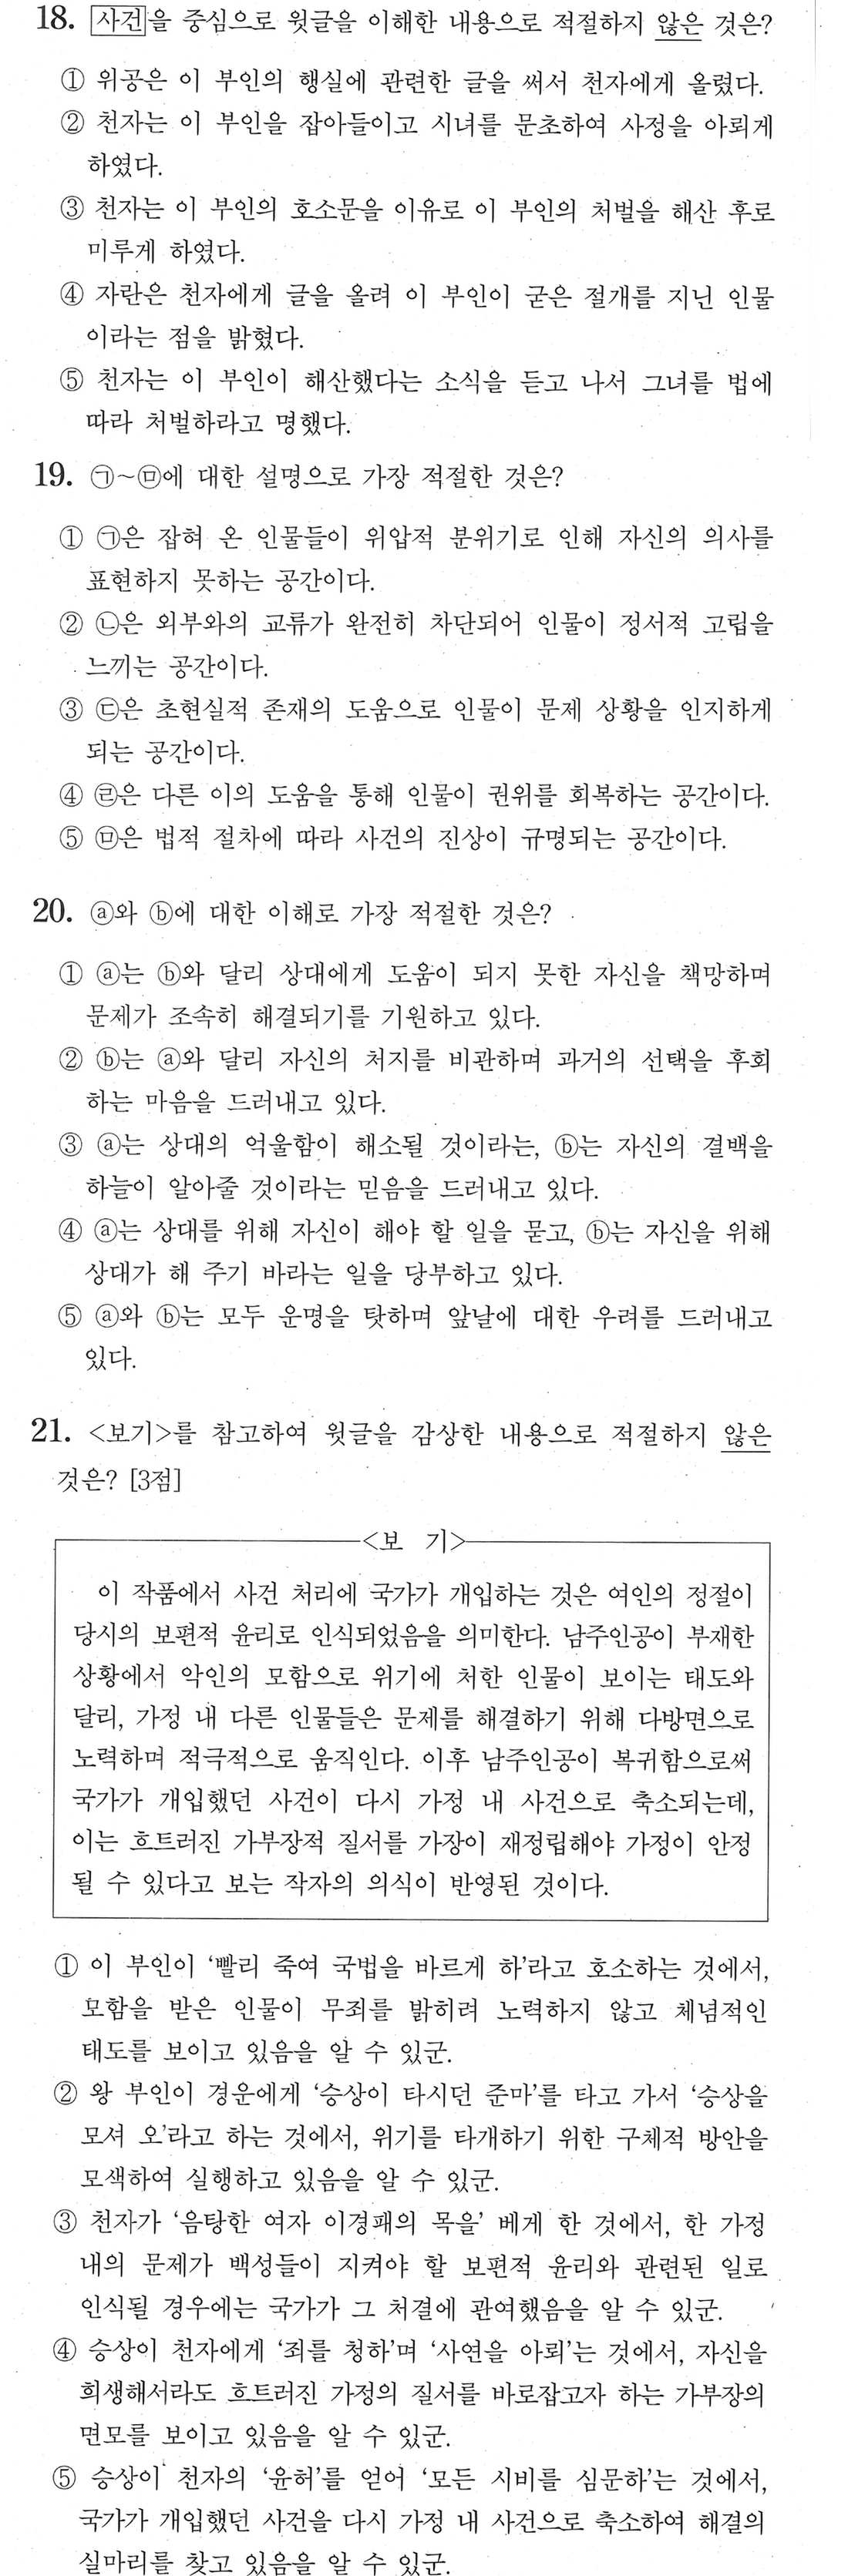 18. 사건을 중심으로 윗글을 이해한 내용으로 적절하지 않은 것은?
① 위공은 이 부인의 행실에 관련한 글을 써서 천자에게 올렸다.
② 천자는 이 부인을 잡아들이고 시녀를 문초하여 사정을 아뢰게
하였다.
③ 천자는 이 부인의 호소문을 이유로 이 부인의 처벌을 해산 후로
미루게 하였다.
④ 자란은 천자에게 글을 올려 이 부인이 굳은 절개를 지닌 인물
이라는 점을 밝혔다.
⑤ 천자는 이 부인이 해산했다는 소식을 듣고 나서 그녀를 법에
따라 처벌하라고 명했다.
19. ㉠~㉤에 대한 설명으로 가장 적절한 것은?
① ㉠은 잡혀 온 인물들이 위압적 분위기로 인해 자신의 의사를
표현하지 못하는 공간이다.
② ㉡은 외부와의 교류가 완전히 차단되어 인물이 정서적 고립을
느끼는 공간이다.
③ ㉢은 초현실적 존재의 도움으로 인물이 문제 상황을 인지하게
되는 공간이다.
④ ㉣은 다른 이의 도움을 통해 인물이 권위를 회복하는 공간이다.
⑤ ㉤은 법적 절차에 따라 사건의 진상이 규명되는 공간이다.
20. ⓐ와 ⓑ에 대한 이해로 가장 적절한 것은?
① ⓐ는 ⓑ와 달리 상대에게 도움이 되지 못한 자신을 책망하며
문제가 조속히 해결되기를 기원하고 있다.
② ⓑ는 ⓐ와 달리 자신의 처지를 비관하며 과거의 선택을 후회
하는 마음을 드러내고 있다.
③ ⓐ는 상대의 억울함이 해소될 것이라는, ⓑ는 자신의 결백을
하늘이 알아줄 것이라는 믿음을 드러내고 있다.
④ ⓐ는 상대를 위해 자신이 해야 할 일을 묻고, ⓑ는 자신을 위해
상대가 해 주기 바라는 일을 당부하고 있다.
⑤ ⓐ와 ⓑ는 모두 운명을 탓하며 앞날에 대한 우려를 드러내고
있다.
21. <보기>를 참고하여 윗글을 감상한 내용으로 적절하지 않은
것은? [3점]
<보 기>
이 작품에서 사건 처리에 국가가 개입하는 것은 여인의 정절이
당시의 보편적 윤리로 인식되었음을 의미한다. 남주인공이 부재한
상황에서 악인의 모함으로 위기에 처한 인물이 보이는 태도와
달리, 가정 내 다른 인물들은 문제를 해결하기 위해 다방면으로
노력하며 적극적으로 움직인다. 이후 남주인공이 복귀함으로써
국가가 개입했던 사건이 다시 가정 내 사건으로 축소되는데,
이는 흐트러진 가부장적 질서를 가장이 재정립해야 가정이 안정
될 수 있다고 보는 작자의 의식이 반영된 것이다.
① 이 부인이 ‘빨리 죽여 국법을 바르게 하’라고 호소하는 것에서,
모함을 받은 인물이 무죄를 밝히려 노력하지 않고 체념적인
태도를 보이고 있음을 알 수 있군.
② 왕 부인이 경운에게 ‘승상이 타시던 준마’를 타고 가서 ‘승상을
모셔 오’라고 하는 것에서, 위기를 타개하기 위한 구체적 방안을
모색하여 실행하고 있음을 알 수 있군.
③ 천자가 ‘음탕한 여자 이경패의 목을’ 베게 한 것에서, 한 가정
내의 문제가 백성들이 지켜야 할 보편적 윤리와 관련된 일로
인식될 경우에는 국가가 그 처결에 관여했음을 알 수 있군.
④ 승상이 천자에게 ‘죄를 청하’며 ‘사연을 아뢰’는 것에서, 자신을
희생해서라도 흐트러진 가정의 질서를 바로잡고자 하는 가부장의
면모를 보이고 있음을 알 수 있군.
⑤ 승상이 천자의 ‘윤허’를 얻어 ‘모든 시비를 심문하’는 것에서,
국가가 개입했던 사건을 다시 가정 내 사건으로 축소하여 해결의
실마리를 찾고 있음을 알 수 있군.